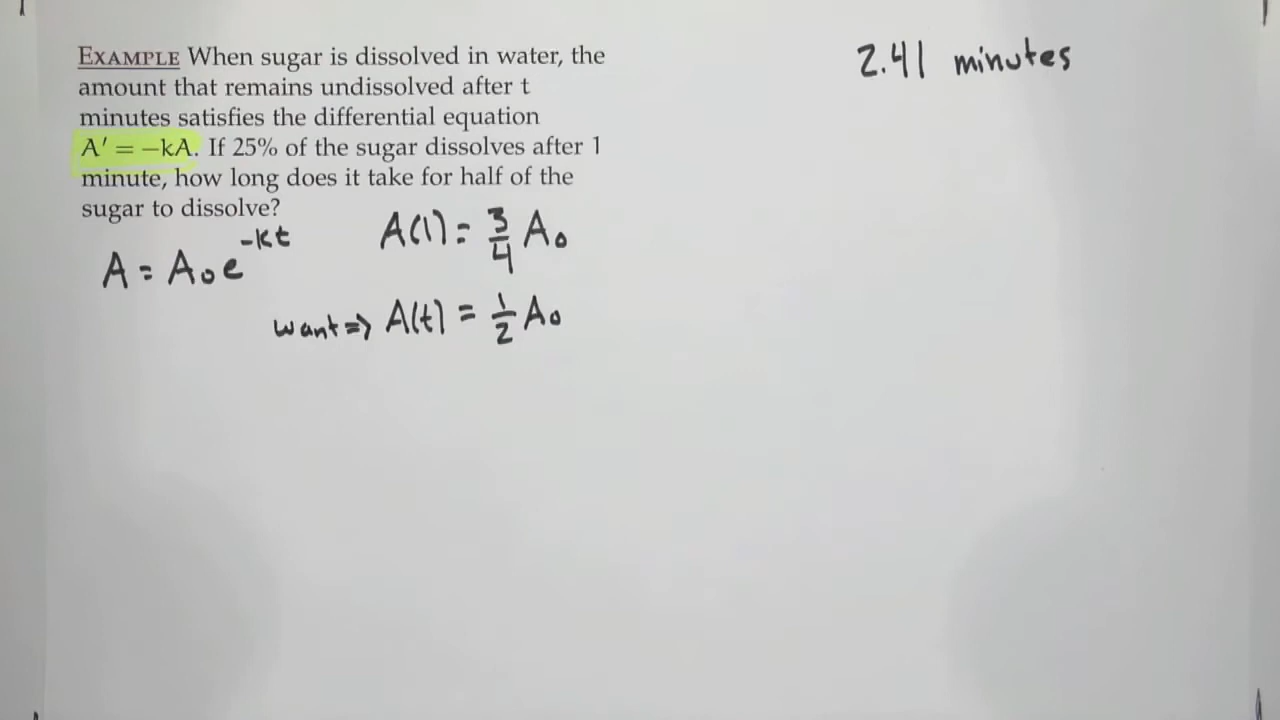 EXAMPLE When sugar is dissolved in water, the
amount that remains undissolved after t
minutes satisfies the differential equation
A′ = −kA. If 25% of the sugar dissolves after 1
minute, how long does it take for half of the
sugar to dissolve?
2.41 minutes
A = A₀e^-kt
A(1) = 3/4 A₀
want ⇒ A(t) = 1/2 A₀